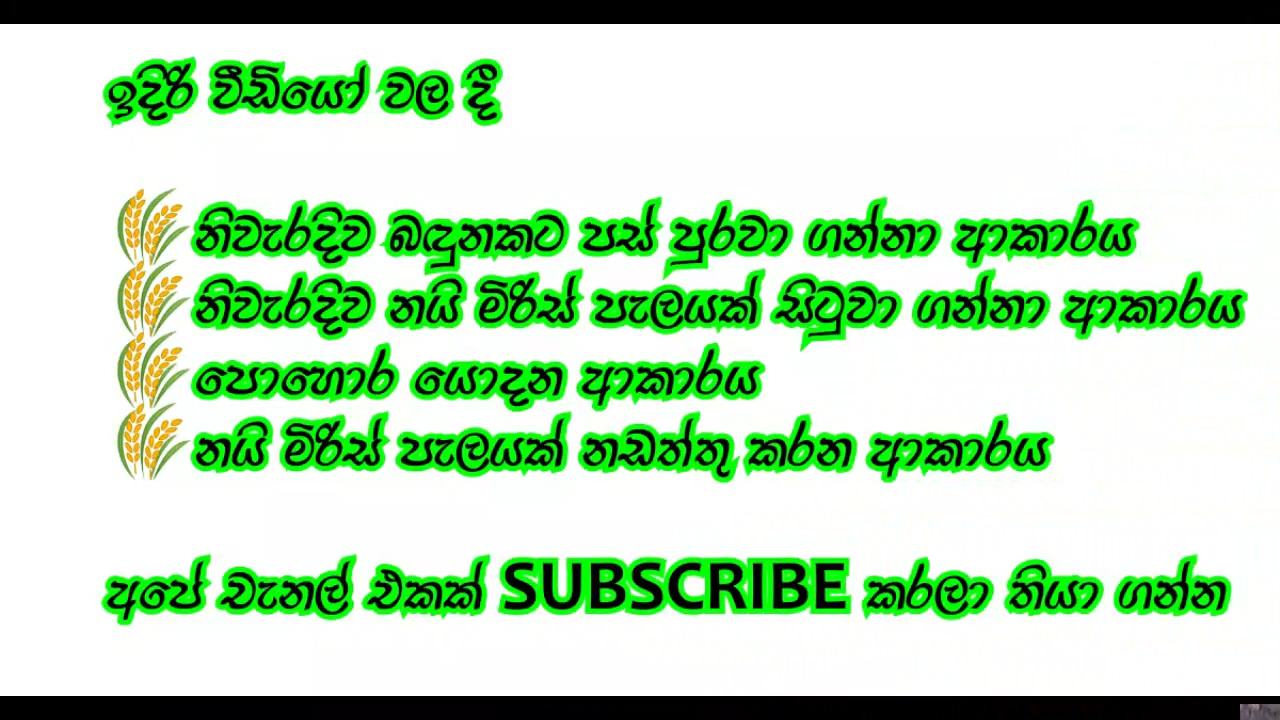 ඉදිරි වීඩියෝ වල දී
නිවැරදිව බඳුනකට පස් පුරවා ගන්නා ආකාරය
නිවැරදිව නයි මිරිස් පැලයක් සිටුවා ගන්නා ආකාරය
පොහොර යොදන ආකාරය
නයි මිරිස් පැලයක් නඩත්තු කරන ආකාරය
අපේ චැනල් එකක් SUBSCRIBE කරලා තියා ගන්න